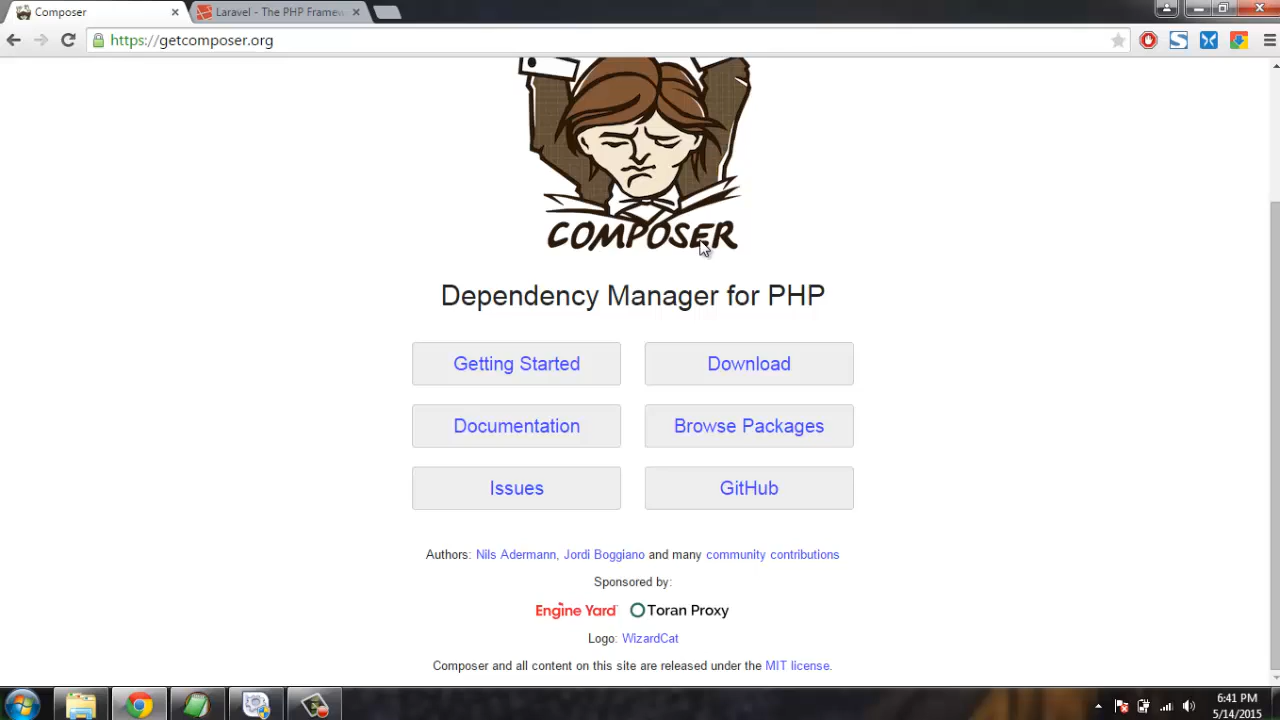 Composer
Laravel - The PHP Framew
https://getcomposer.org
COMPOSER
Dependency Manager for PHP
Getting Started
Download
Documentation
Browse Packages
Issues
GitHub
Authors: Nils Adermann, Jordi Boggiano and many community contributions
Sponsored by:
Engine Yard Toran Proxy
Logo: WizardCat
Composer and all content on this site are released under the MIT license.
6:41 PM
5/14/2015